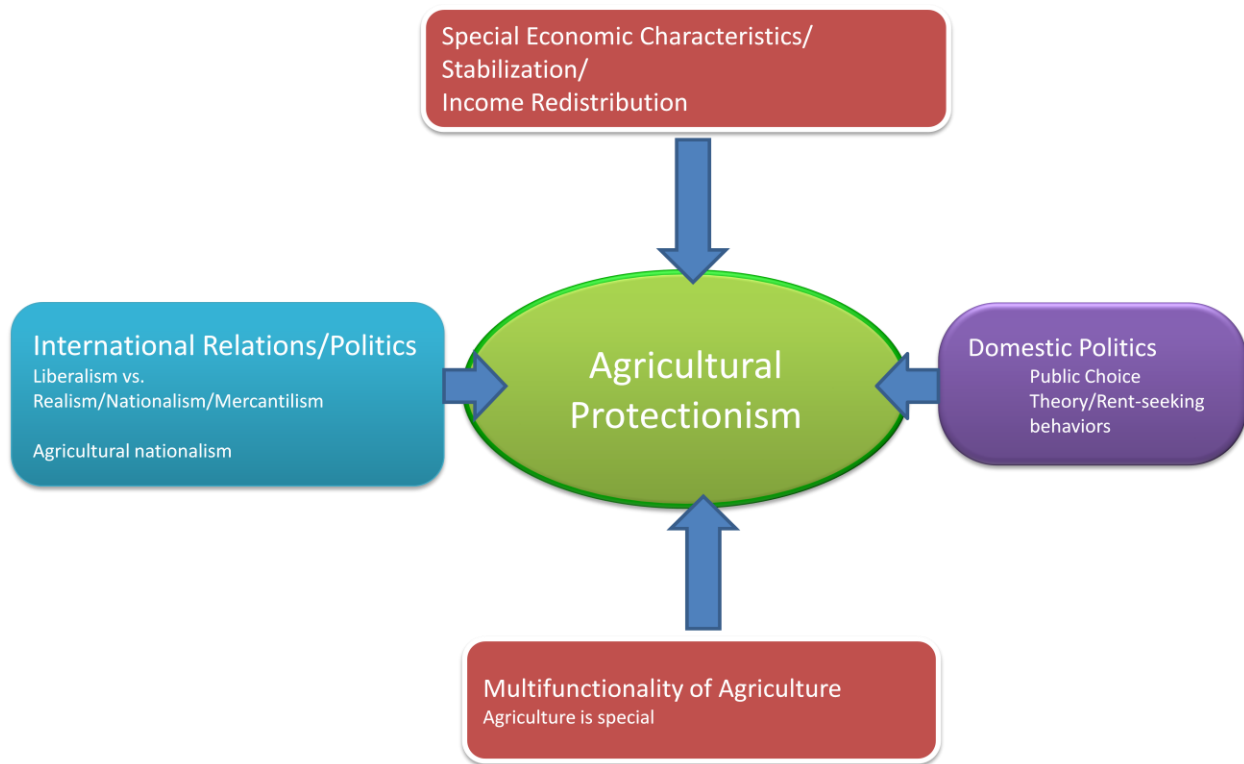 Special Economic Characteristics/
Stabilization/
Income Redistribution
International Relations/Politics
Liberalism vs.
Realism/Nationalism/Mercantilism
Agricultural nationalism
Agricultural
Protectionism
Domestic Politics
Public Choice
Theory/Rent-seeking
behaviors
Multifunctionality of Agriculture
Agriculture is special